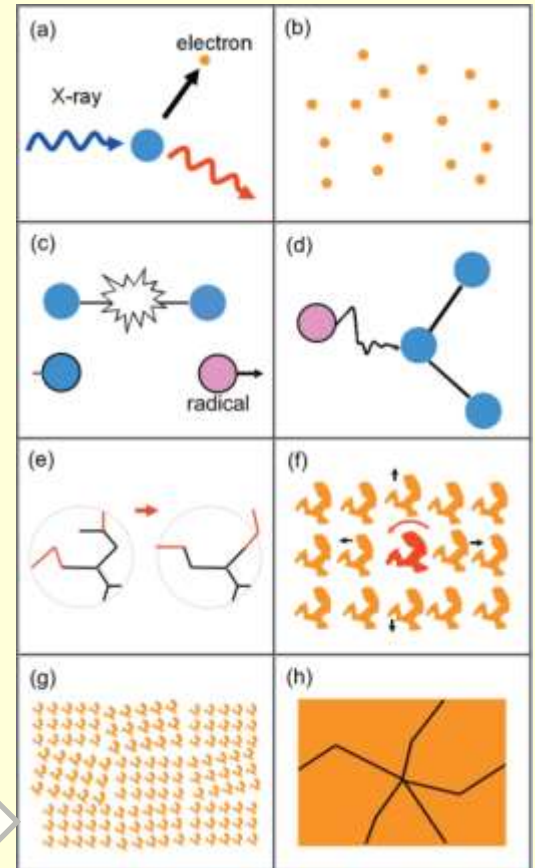 (a)
electron
X-ray
(b)
(c)
radical
(d)
(e)
(f)
(g)
(h)